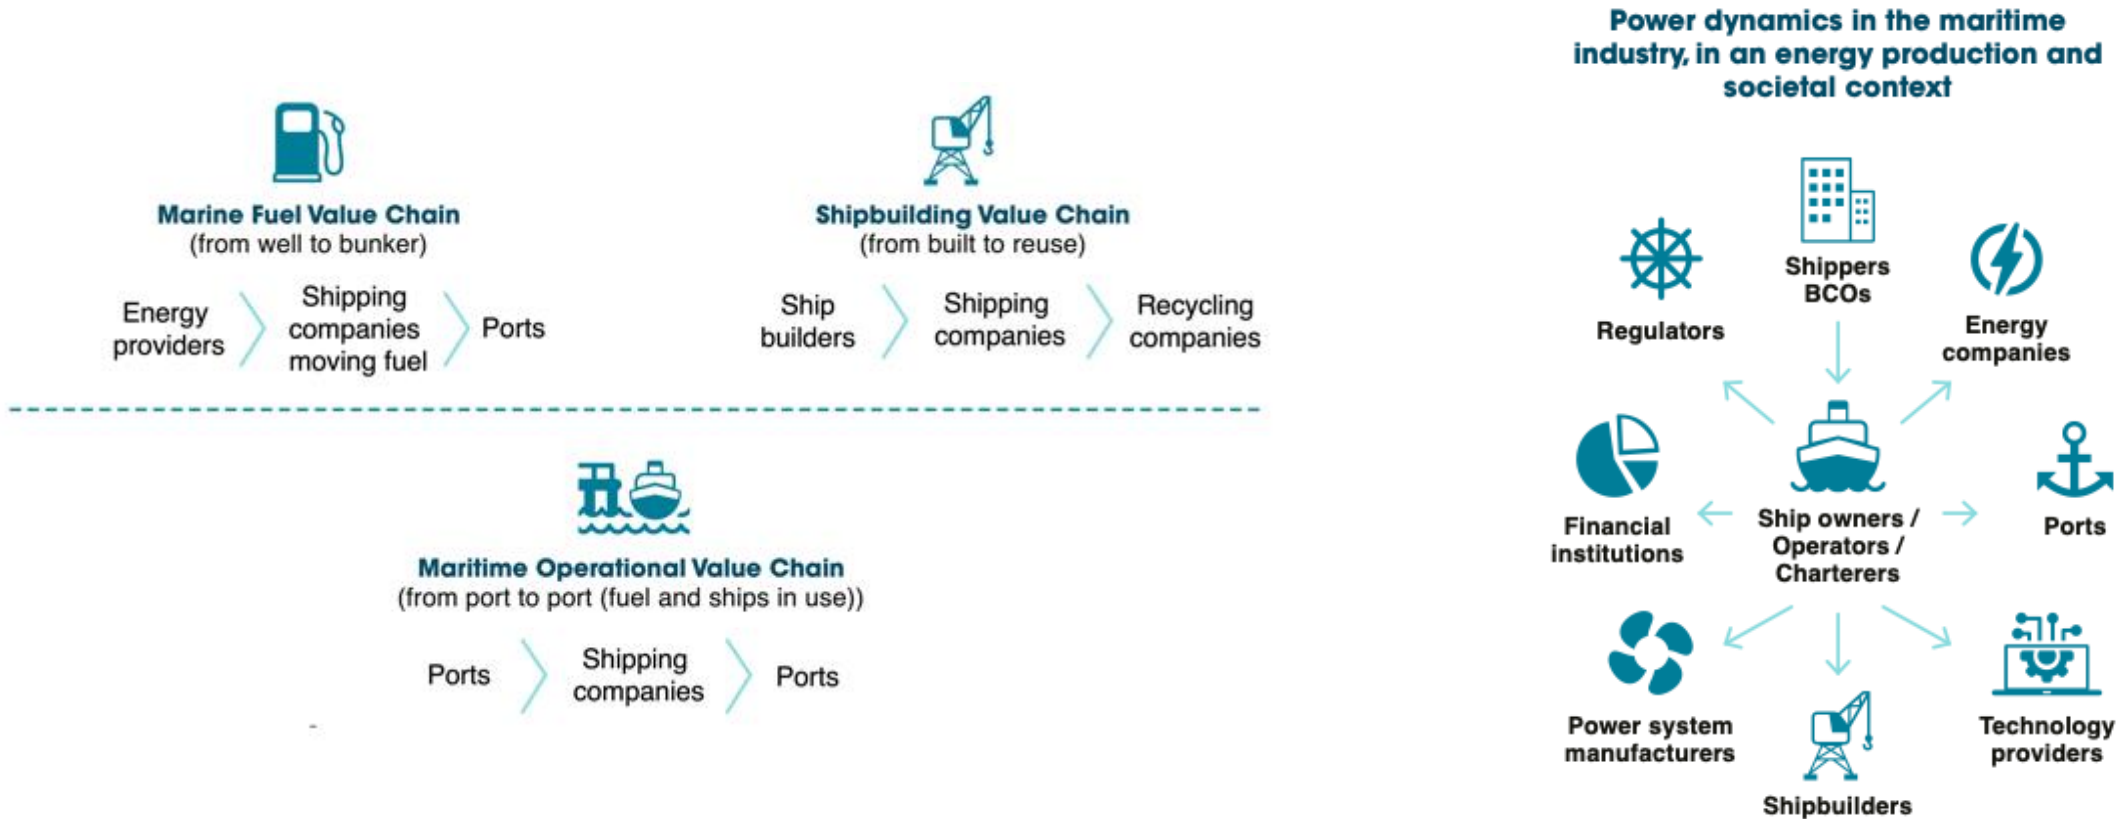 Power dynamics in the maritime
industry, in an energy production and
societal context
Marine Fuel Value Chain
(from well to bunker)
Energy
providers
Shipping
companies
moving fuel
Ports
Shipbuilding Value Chain
(from built to reuse)
Ship
builders
Shipping
companies
Recycling
companies
Maritime Operational Value Chain
(from port to port (fuel and ships in use))
Ports
Shipping
companies
Ports
Shippers
BCOs
Regulators
Energy
companies
Financial
institutions
Ship owners /
Operators /
Charterers
Ports
Power system
manufacturers
Shipbuilders
Technology
providers